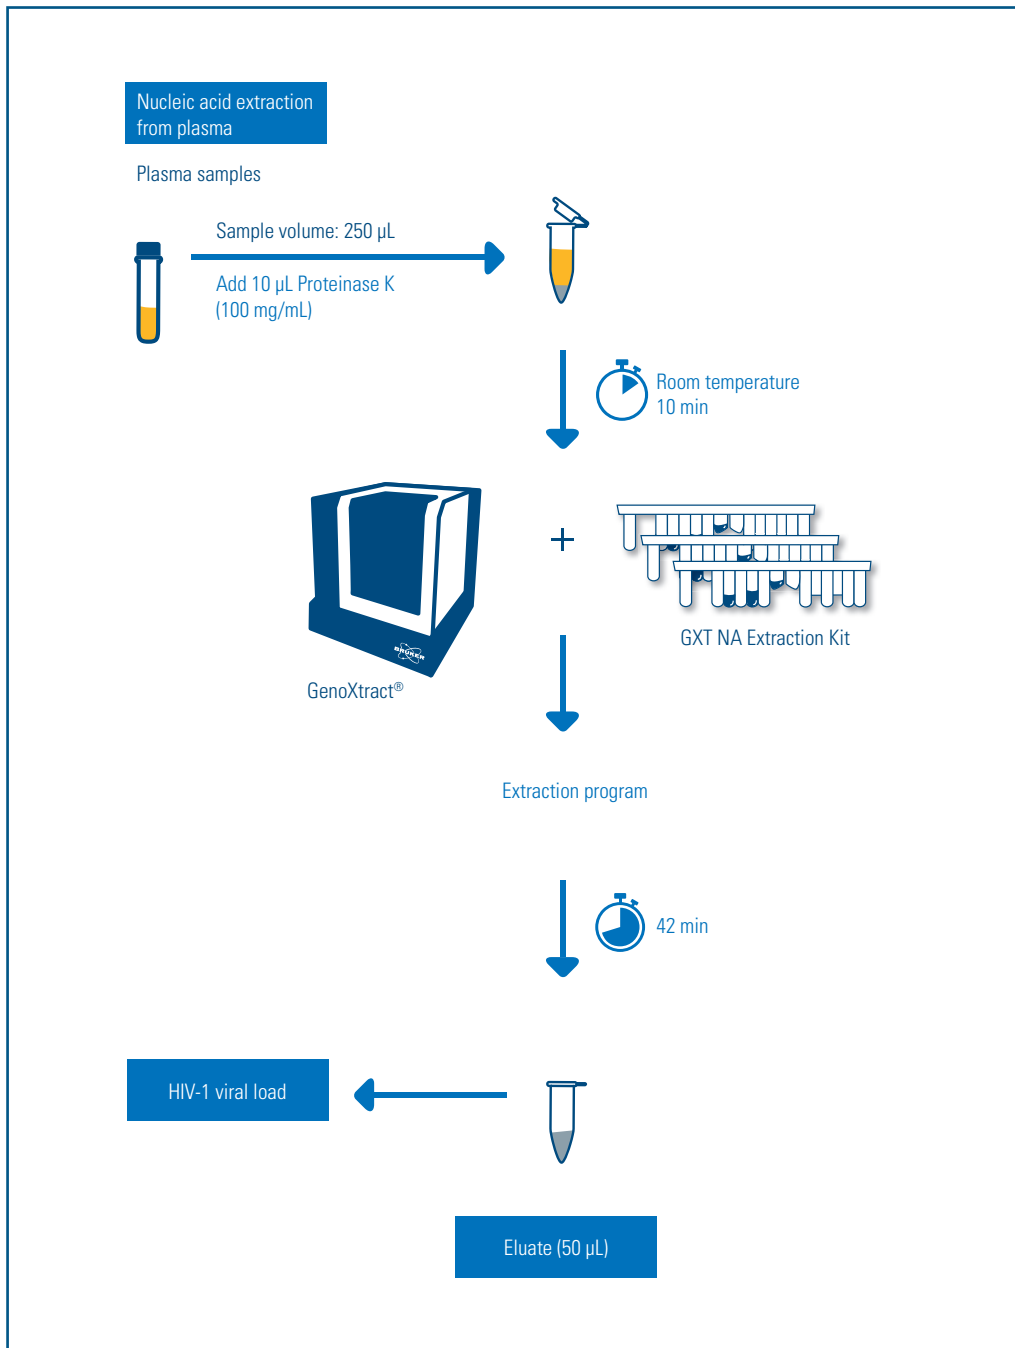 Nucleic acid extraction
from plasma
Plasma samples
Sample volume: 250 µL
Add 10 µL Proteinase K
(100 mg/mL)
Room temperature
10 min
BRUKER
GXT NA Extraction Kit
GenoXtract®
Extraction program
42 min
HIV-1 viral load
Eluate (50 µL)